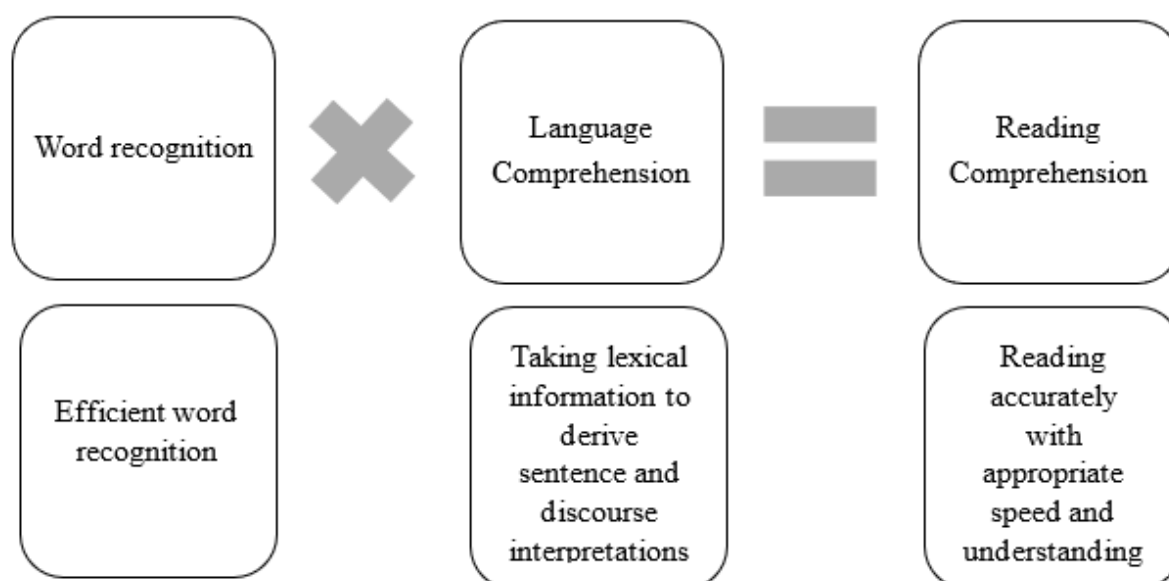 Word recognition
Language
Comprehension
Reading
Comprehension
Efficient word
recognition
Taking lexical
information to
derive
sentence and
discourse
interpretations
Reading
accurately
with
appropriate
speed and
understanding